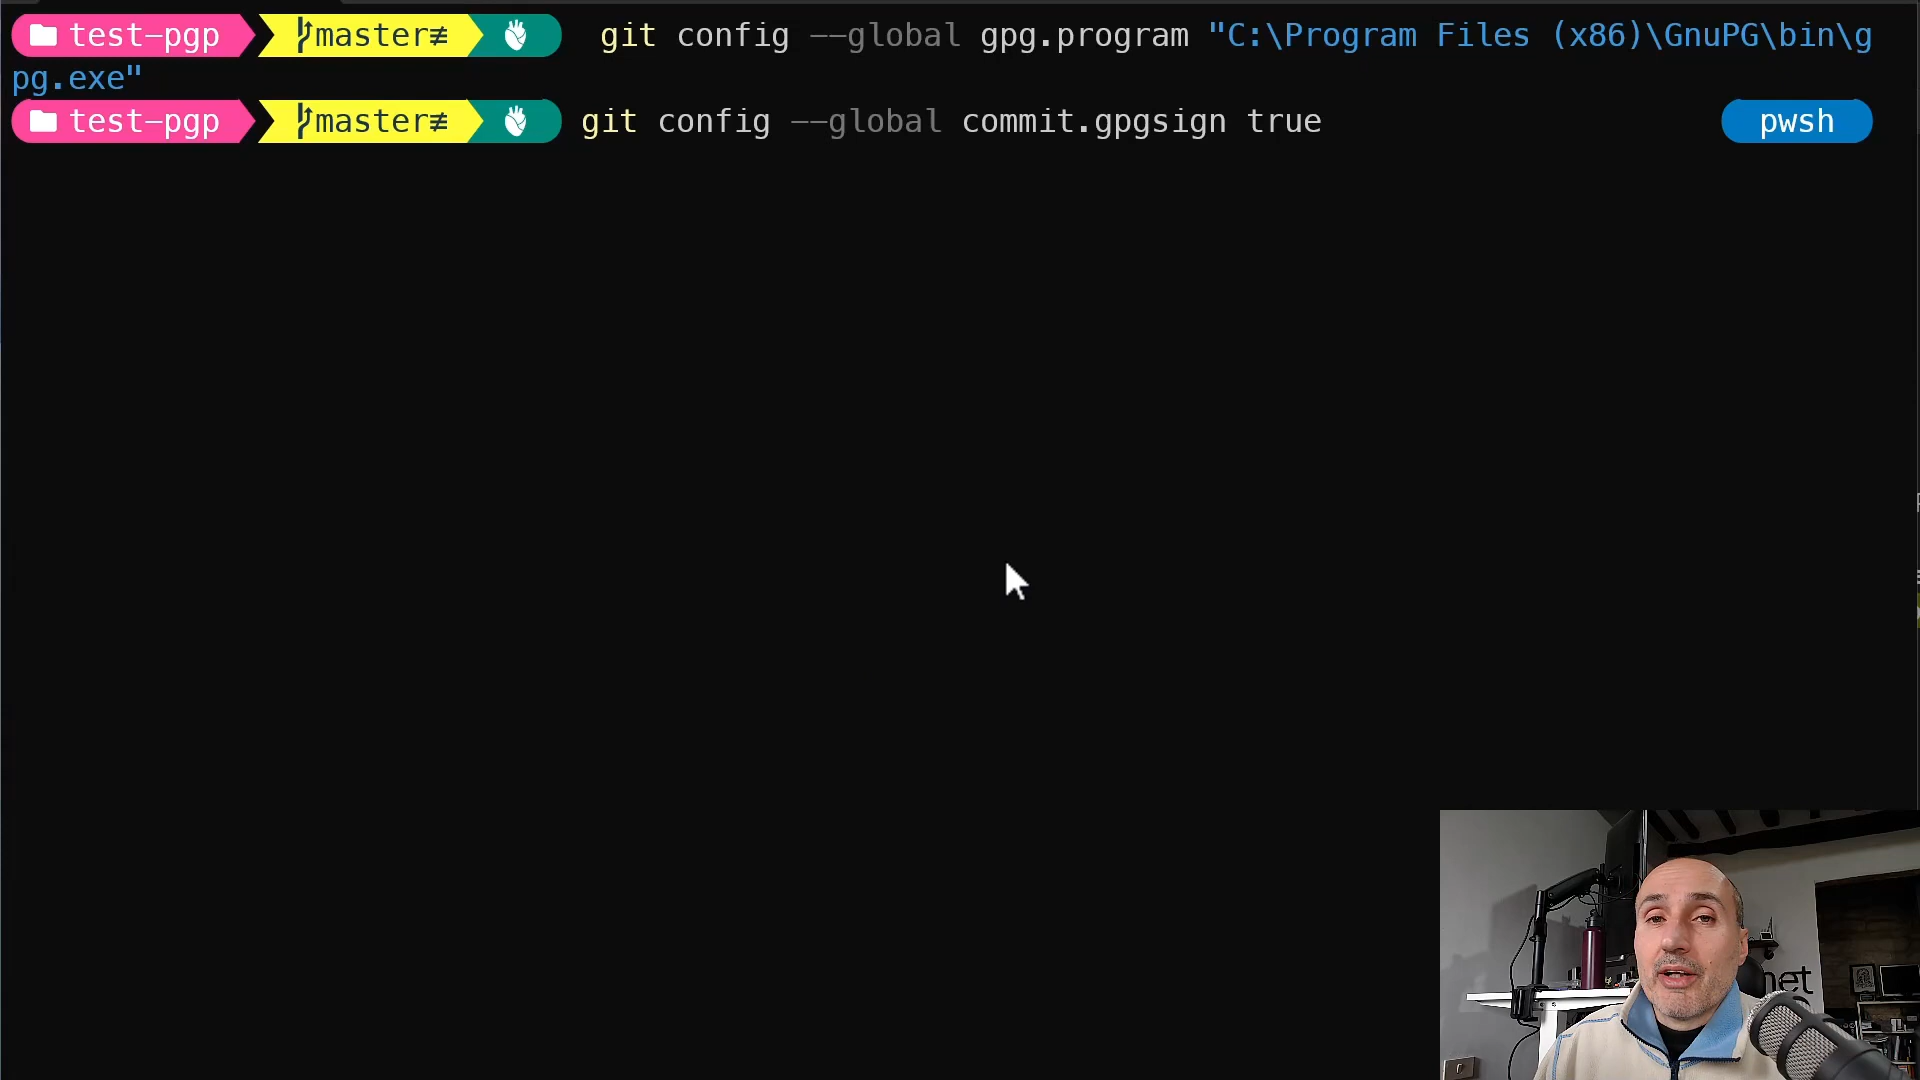 test-pgp master≢ git config --global gpg.program "C:\Program Files (x86)\GnuPG\bin\g
pg.exe"
test-pgp master≢ git config --global commit.gpgsign true pwsh
net